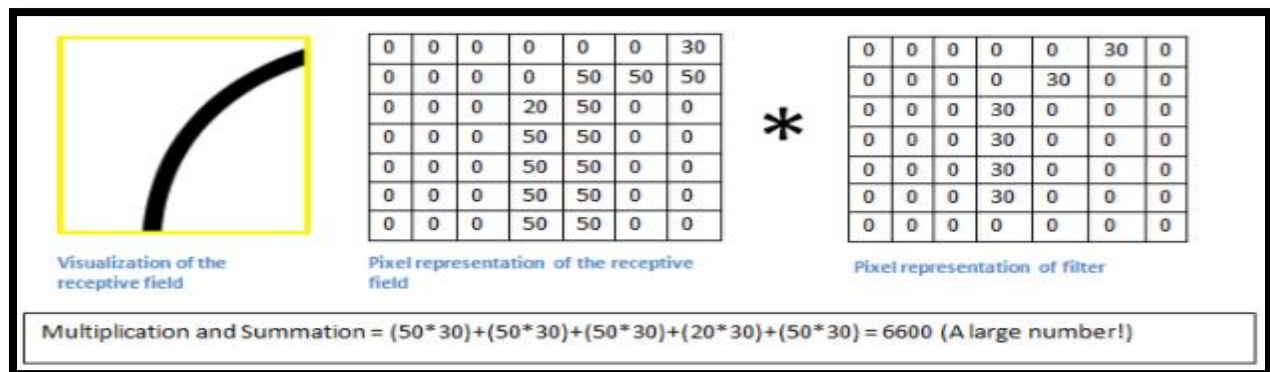 0 0 0 0 0 0 30
0 0 0 0 50 50 50
0 0 0 20 50 0 0
0 0 0 50 50 0 0
0 0 0 50 50 0 0
0 0 0 50 50 0 0
0 0 0 50 50 0 0
*
0 0 0 0 0 30 0
0 0 0 0 30 0 0
0 0 0 30 0 0 0
0 0 0 30 0 0 0
0 0 0 30 0 0 0
0 0 0 30 0 0 0
0 0 0 0 0 0 0
Visualization of the
receptive field
Pixel representation of the receptive
field
Pixel representation of filter
Multiplication and Summation = (50*30)+(50*30)+(50*30)+(20*30)+(50*30) = 6600 (A large number!)